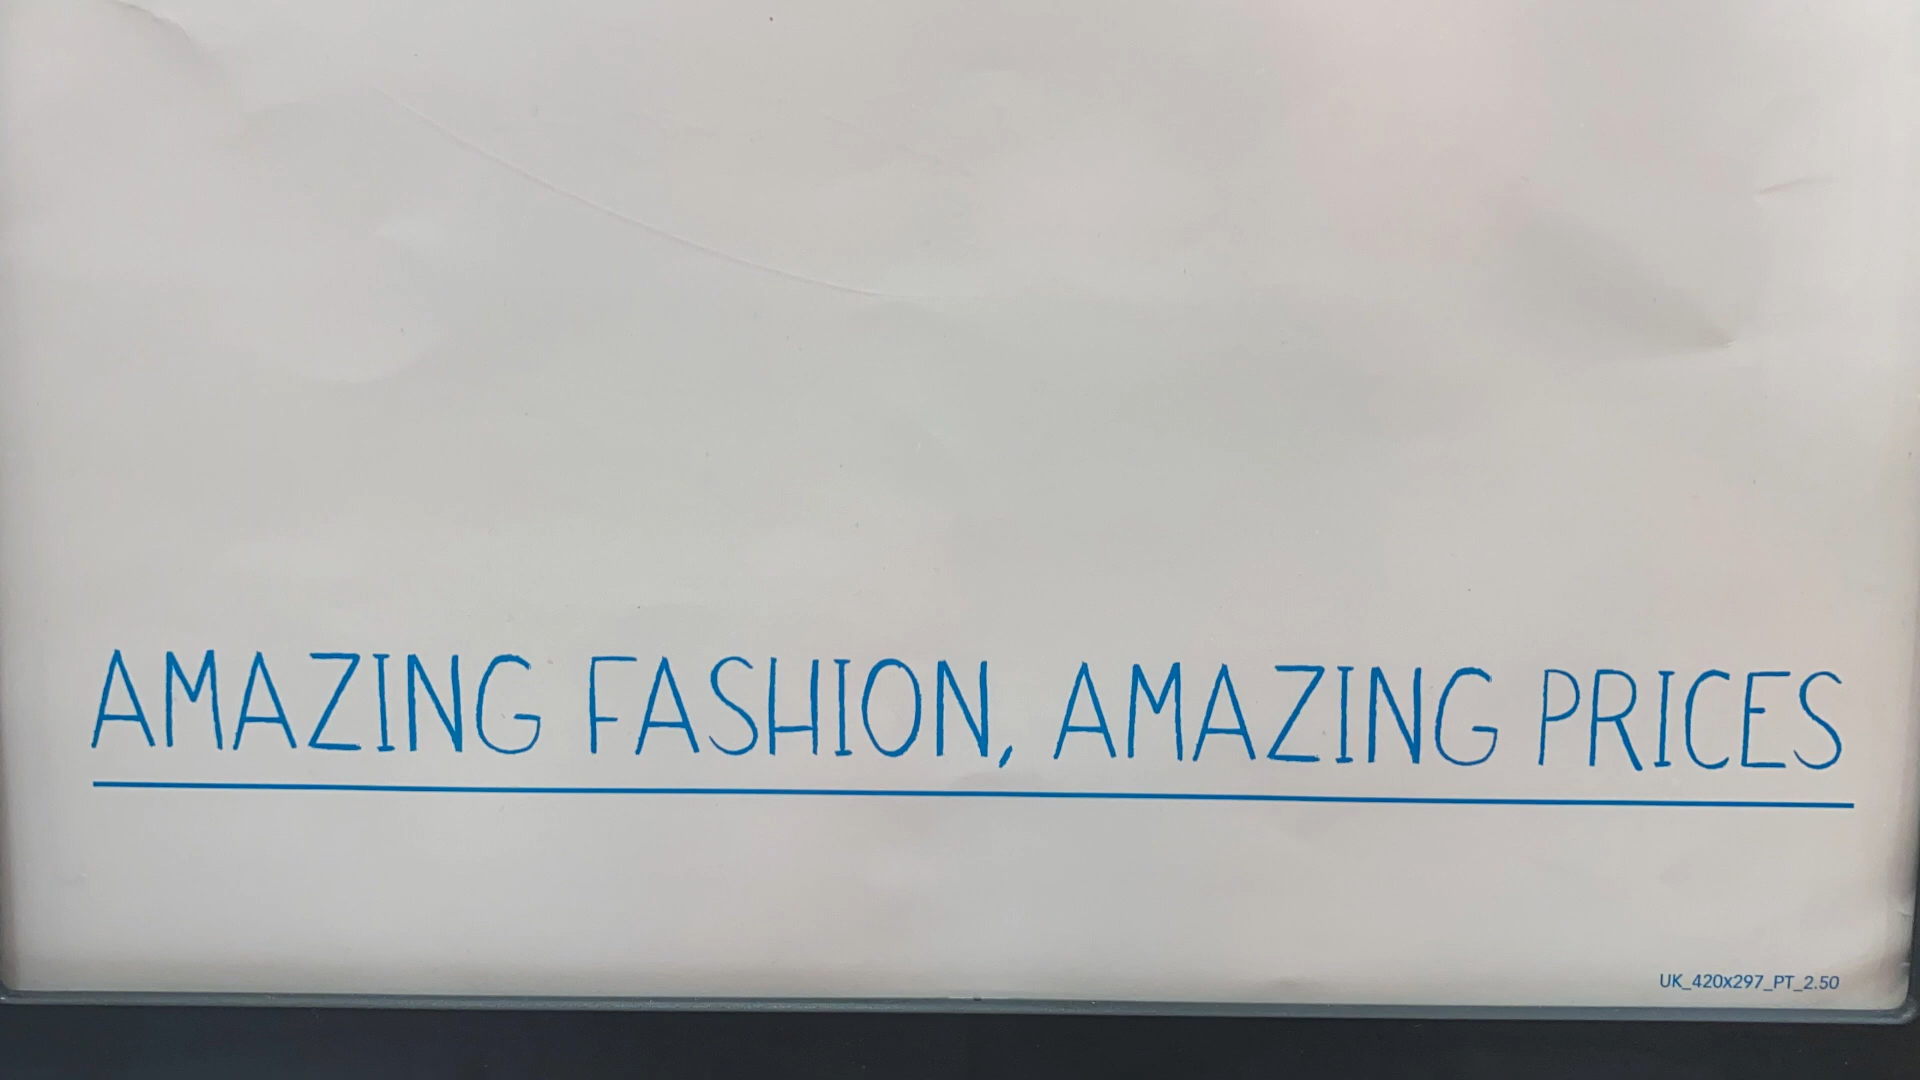 AMAZING FASHION, AMAZING PRICES
UK_420x297_PT_2.50